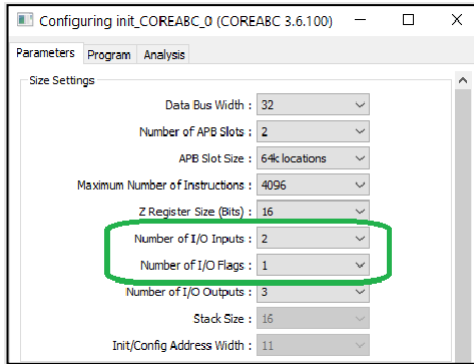 Configuring init_COREABC_0 (COREABC 3.6.100)
Parameters Program Analysis
Size Settings
Data Bus Width : 32
Number of APB Slots : 2
APB Slot Size : 64k locations
Maximum Number of Instructions : 4096
Z Register Size (Bits) : 16
Number of I/O Inputs : 2
Number of I/O Flags : 1
Number of I/O Outputs : 3
Stack Size : 16
Init/Config Address Width : 11